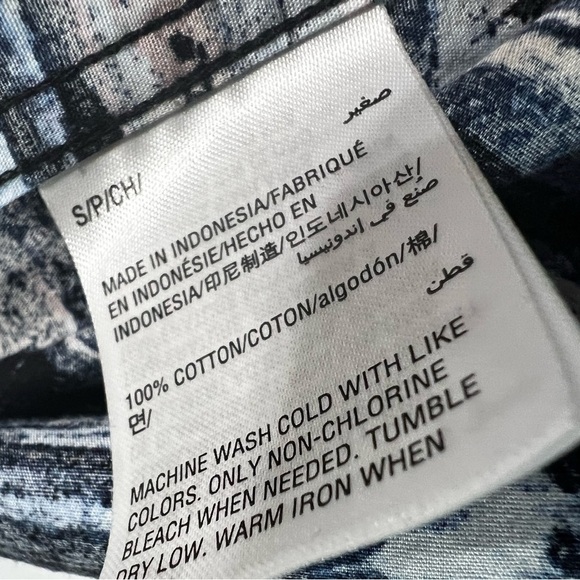 S/P/CH/
صغير
MADE IN INDONESIA/FABRIQUÉ
EN INDONÉSIE/HECHO EN
INDONESIA/印尼制造/인도네시아산/
صُنع في اندونيسيا
100% COTTON/COTON/algodón/棉/
면/
قطن
MACHINE WASH COLD WITH LIKE
COLORS. ONLY NON-CHLORINE
BLEACH WHEN NEEDED. TUMBLE
DRY LOW. WARM IRON WHEN